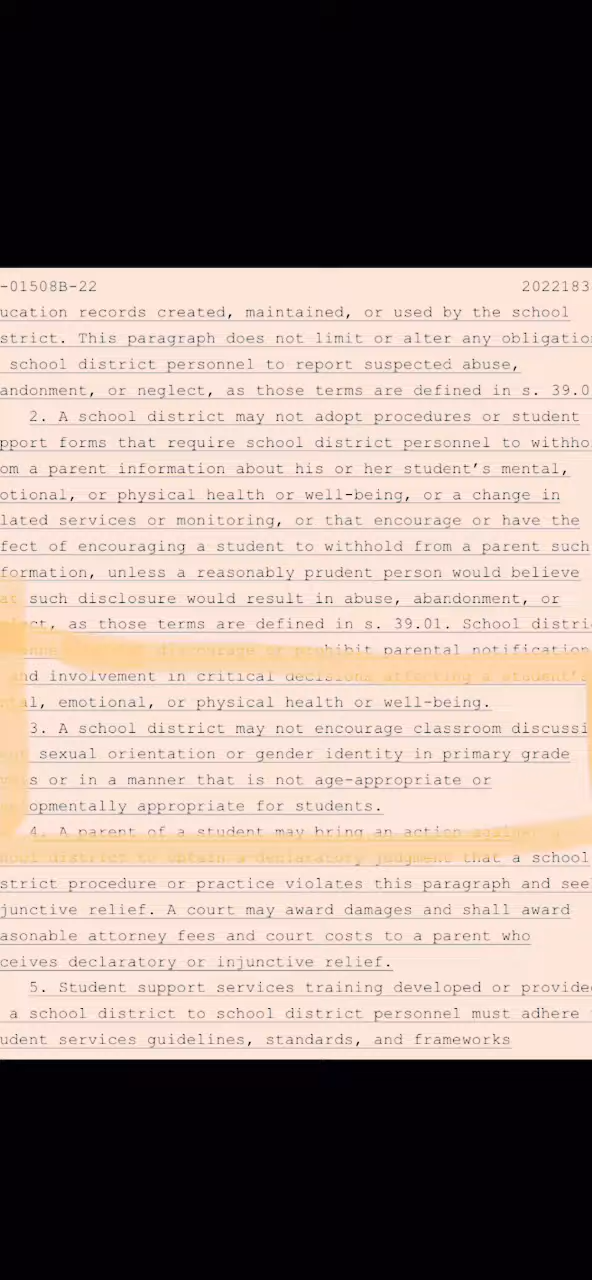 -01508B-22 2022183
ucation records created, maintained, or used by the school
strict. This paragraph does not limit or alter any obligatio
school district personnel to report suspected abuse,
andonment, or neglect, as those terms are defined in s. 39.0
2. A school district may not adopt procedures or student
pport forms that require school district personnel to withho
om a parent information about his or her student's mental,
otional, or physical health or well-being, or a change in
lated services or monitoring, or that encourage or have the
fect of encouraging a student to withhold from a parent such
formation, unless a reasonably prudent person would believe
at such disclosure would result in abuse, abandonment, or
ect, as those terms are defined in s. 39.01. School distri
discourage or prohibit parental notification
and involvement in critical decisions affecting a student's
tal, emotional, or physical health or well-being.
3. A school district may not encourage classroom discussi
sexual orientation or gender identity in primary grade
s or in a manner that is not age-appropriate or
opmentally appropriate for students.
4. A parent of a student may bring an action against a
hool district to obtain a declaratory judgment that a school
strict procedure or practice violates this paragraph and see
junctive relief. A court may award damages and shall award
asonable attorney fees and court costs to a parent who
ceives declaratory or injunctive relief.
5. Student support services training developed or provide
a school district to school district personnel must adhere
udent services guidelines, standards, and frameworks